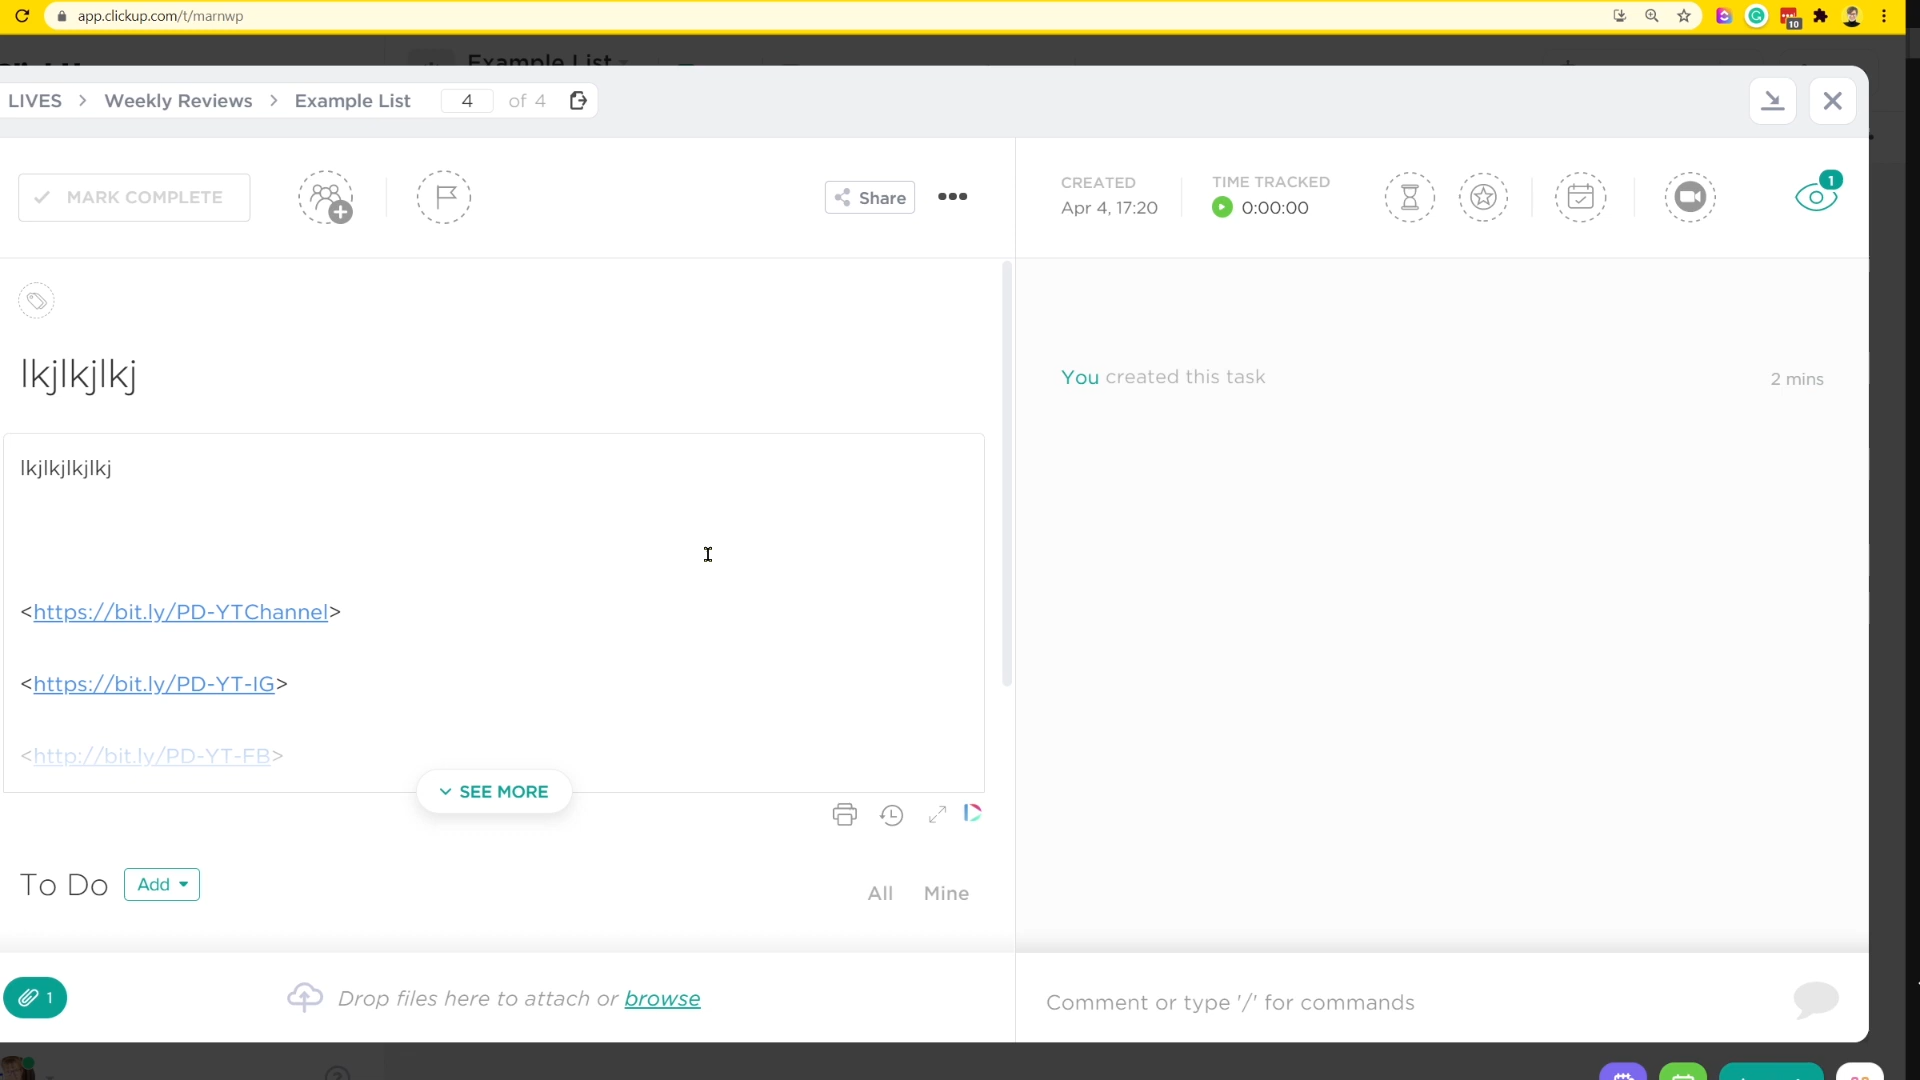 app.clickup.com/t/marnwp
10
Example List
LIVES > Weekly Reviews > Example List 4 of 4
MARK COMPLETE
Share
CREATED
Apr 4, 17:20
TIME TRACKED
0:00:00
1
lkjlkjlkj
You created this task
2 mins
lkjlkjlkjlkj
<https://bit.ly/PD-YTChannel>
<https://bit.ly/PD-YT-IG>
<http://bit.ly/PD-YT-FB>
SEE MORE
To Do
Add
All
Mine
1
Drop files here to attach or browse
Comment or type '/' for commands